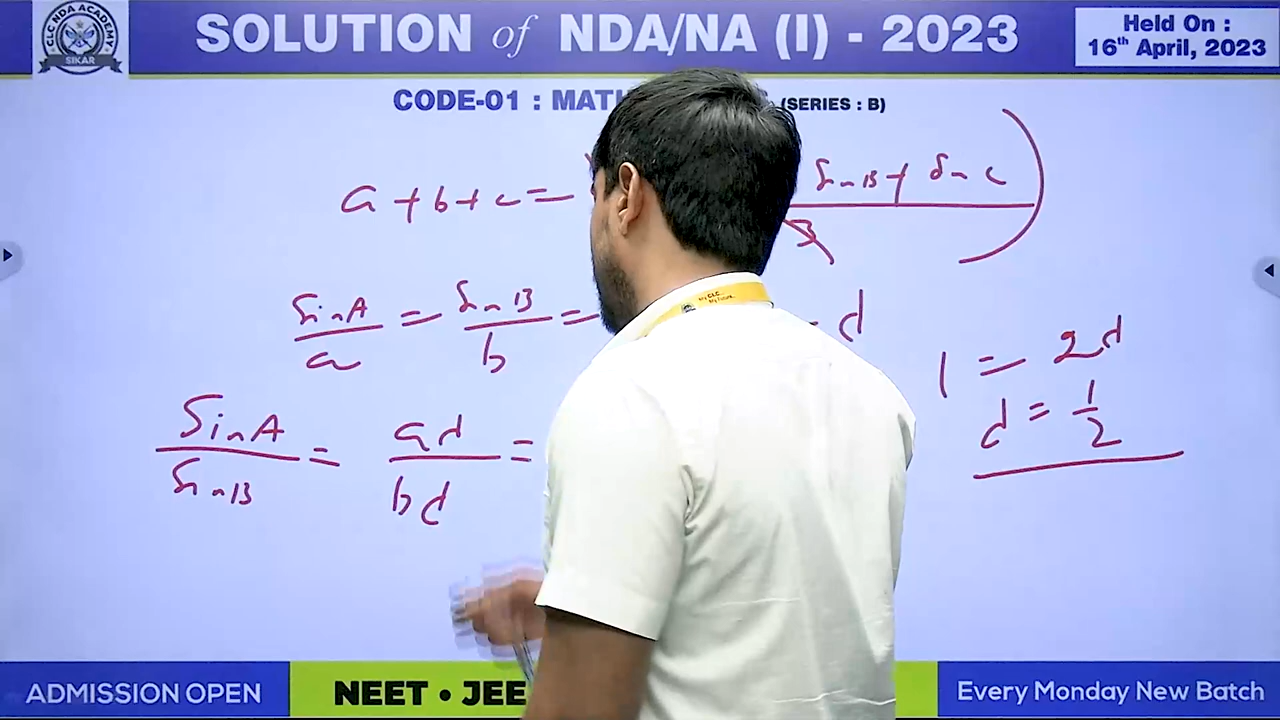 CLC NDA ACADEMY
SIKAR
SOLUTION of NDA/NA (I) - 2023
Held On :
16th April, 2023
CODE-01 : MATH (SERIES : B)
a + b + c =
Sin B + Sin C
3
Sin A / a = Sin B / b = d
1 = 2d
d = 1/2
Sin A / Sin B = ad / bd =
ADMISSION OPEN
NEET • JEE
Every Monday New Batch